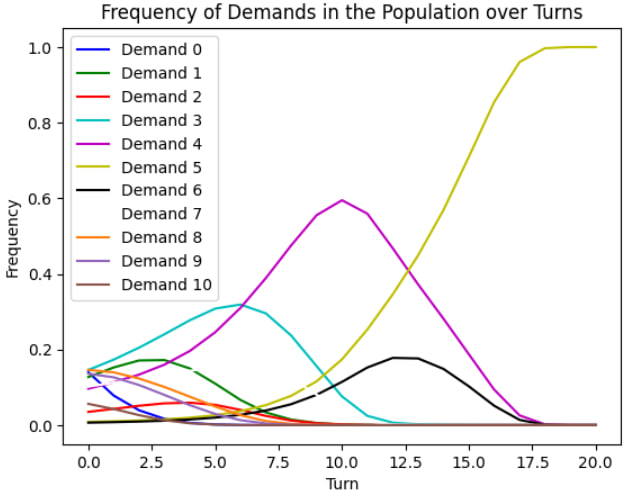 Frequency of Demands in the Population over Turns
1.0
0.8
0.6
0.4
0.2
0.0
Frequency
Demand 0
Demand 1
Demand 2
Demand 3
Demand 4
Demand 5
Demand 6
Demand 7
Demand 8
Demand 9
Demand 10
0.0 2.5 5.0 7.5 10.0 12.5 15.0 17.5 20.0
Turn